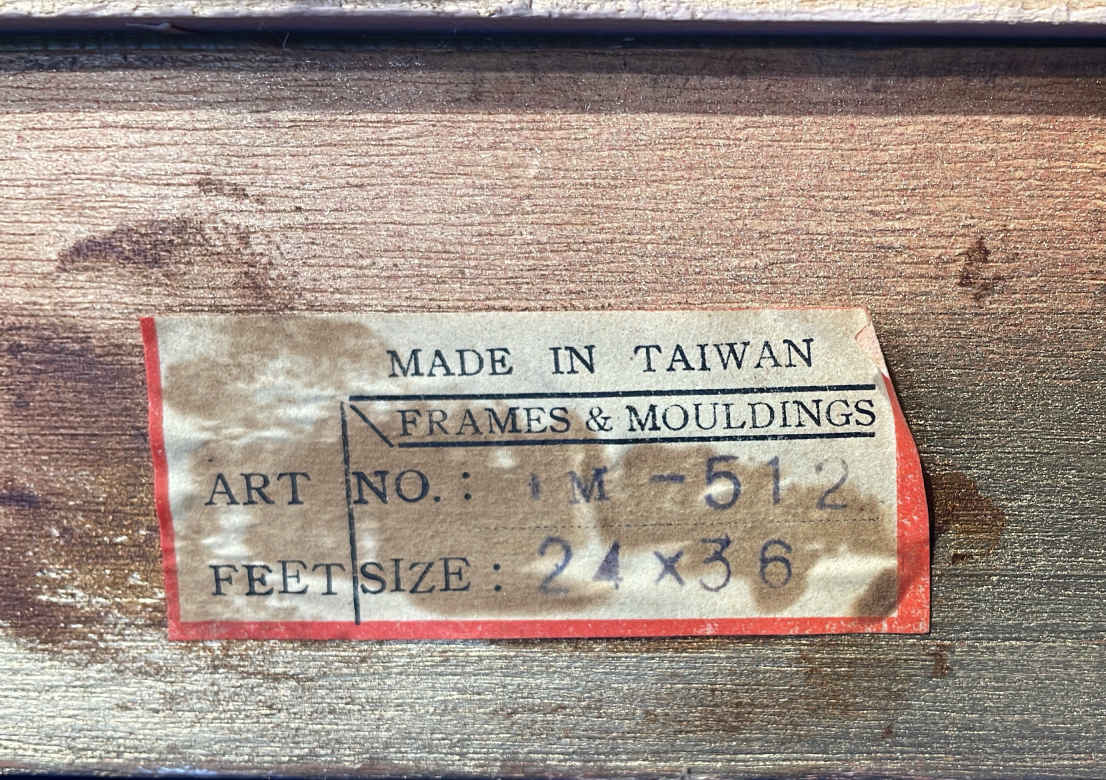 MADE IN TAIWAN
FRAMES & MOULDINGS
ART NO.: -512
FEET SIZE: 24x36